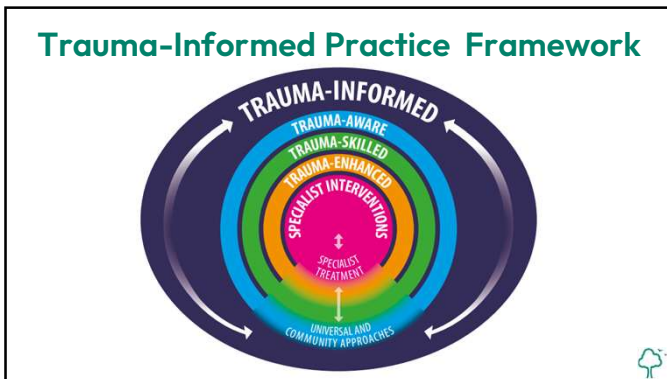 Trauma-Informed Practice Framework
TRAUMA-INFORMED
TRAUMA-AWARE
TRAUMA-SKILLED
TRAUMA-ENHANCED
SPECIALIST INTERVENTIONS
SPECIALIST
TREATMENT
UNIVERSAL AND
COMMUNITY APPROACHES